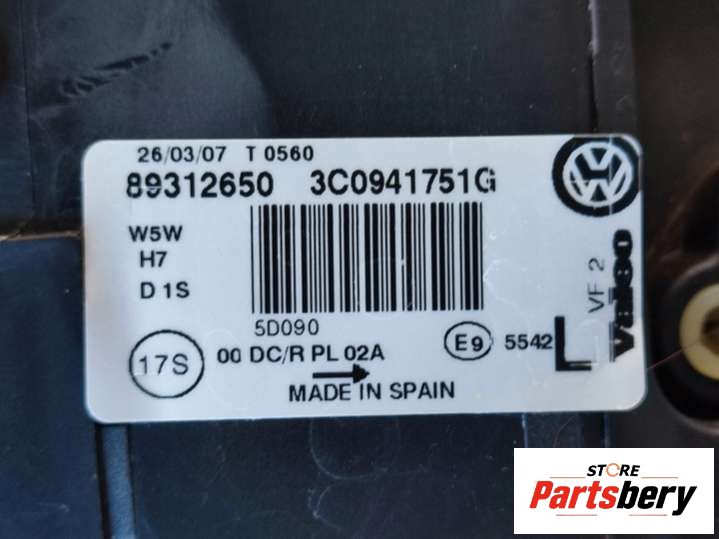 26/03/07 T 0560
89312650 3C0941751G
W5W
H7
D 1S
5D090
17S
00 DC/R PL 02A
E9 5542
L
VF 2
Valeo
MADE IN SPAIN
STORE
Partsbery